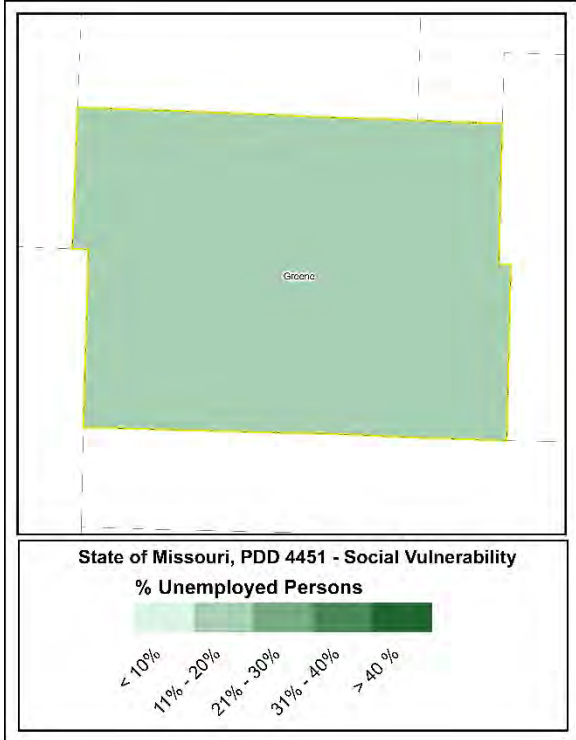 Greene
State of Missouri, PDD 4451 - Social Vulnerability
% Unemployed Persons
< 10%
11% - 20%
21% - 30%
31% - 40%
> 40 %